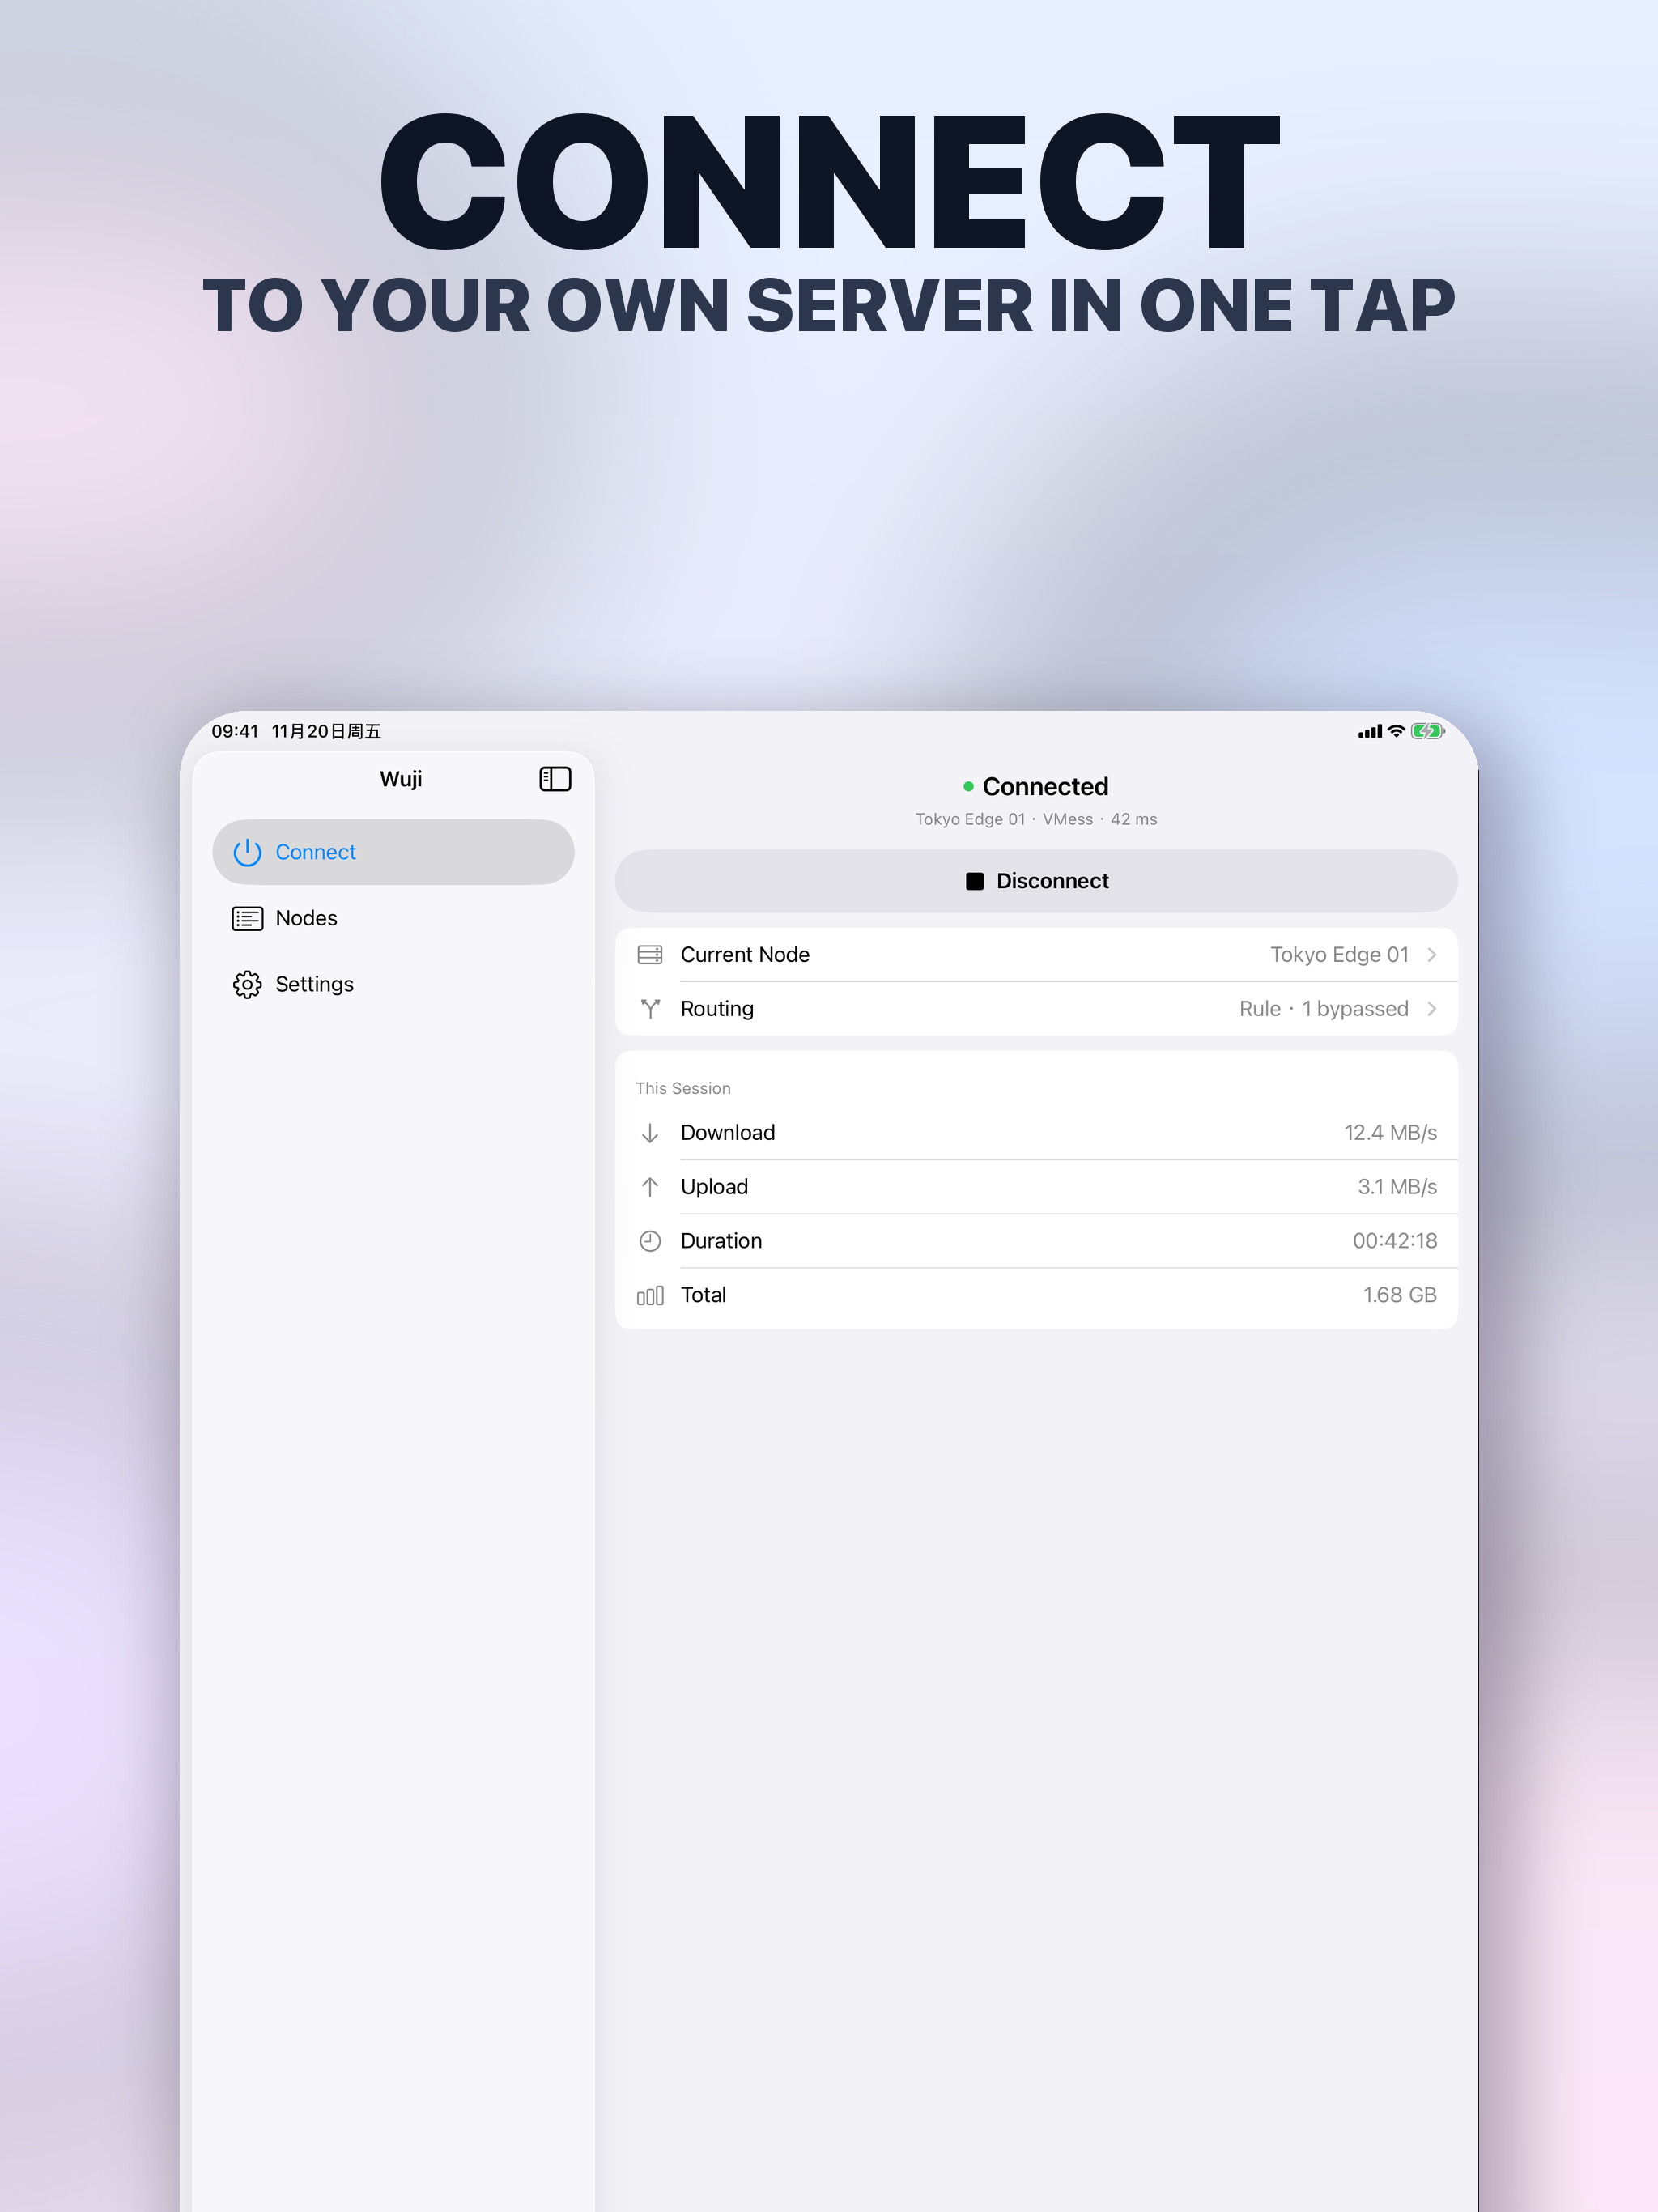 CONNECT
TO YOUR OWN SERVER IN ONE TAP
09:41 11月20日周五
Wuji
Connect
Nodes
Settings
Connected
Tokyo Edge 01 · VMess · 42 ms
Disconnect
Current Node Tokyo Edge 01
Routing Rule · 1 bypassed
This Session
Download 12.4 MB/s
Upload 3.1 MB/s
Duration 00:42:18
Total 1.68 GB